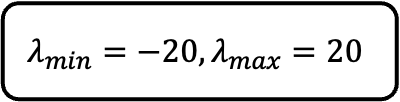 λ_min = −20, λ_max = 20